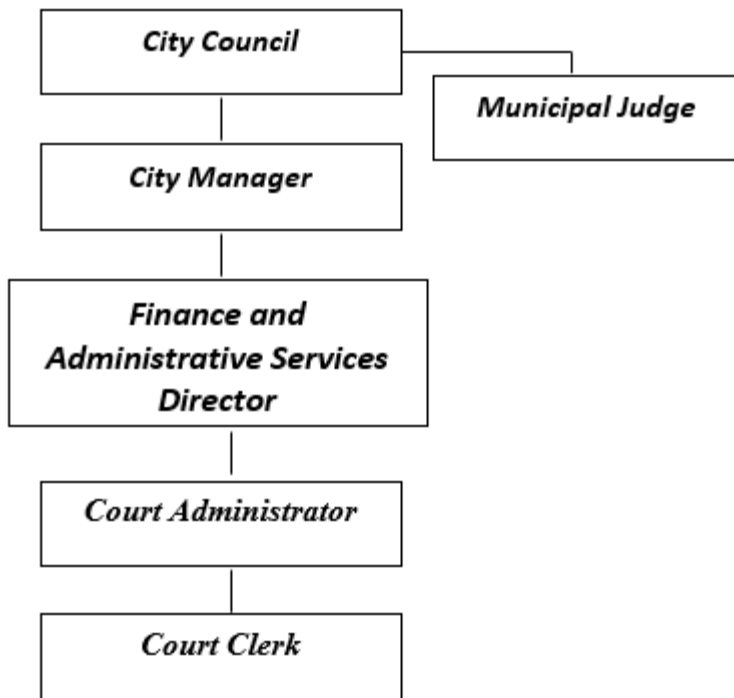 City Council
Municipal Judge
City Manager
Finance and
Administrative Services
Director
Court Administrator
Court Clerk